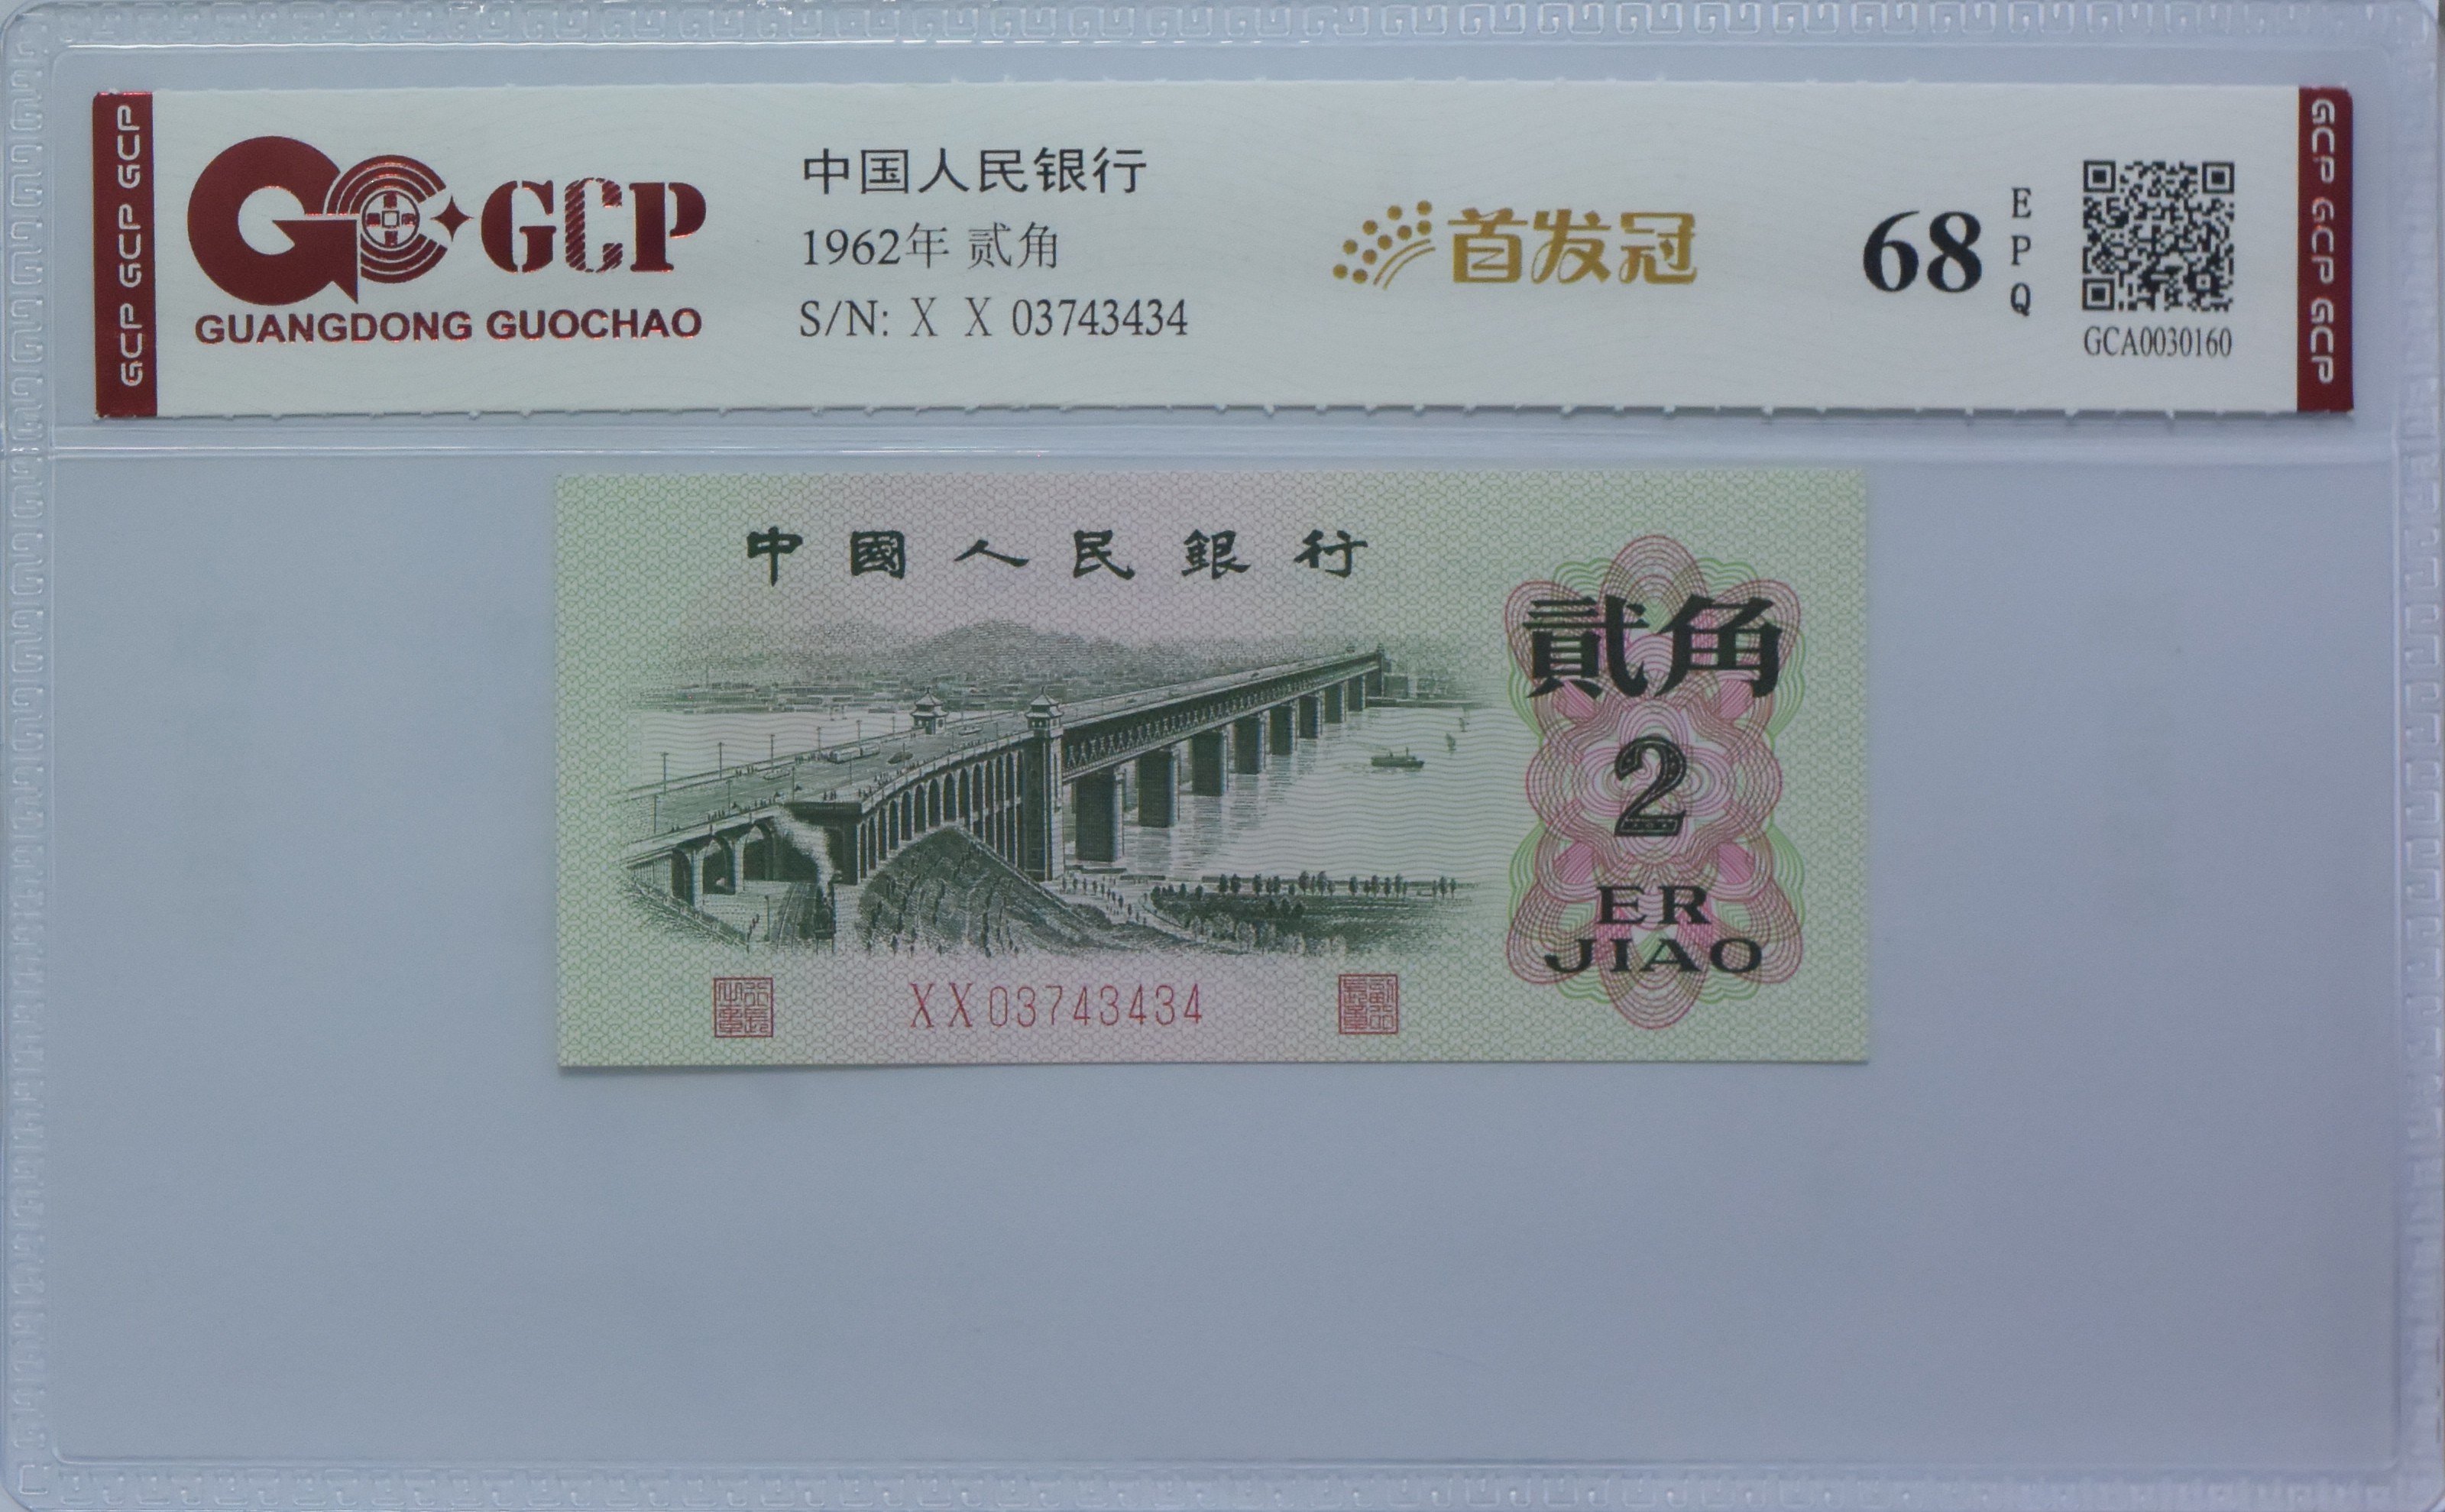 GCP GCP GCP
GCP
GUANGDONG GUOCHAO
中国人民银行
1962年 贰角
S/N: X X 03743434
首发冠
68
E
P
Q
GCA0030160
GCP GCP GCP
中國人民銀行
貳角
2
ER
JIAO
XX03743434